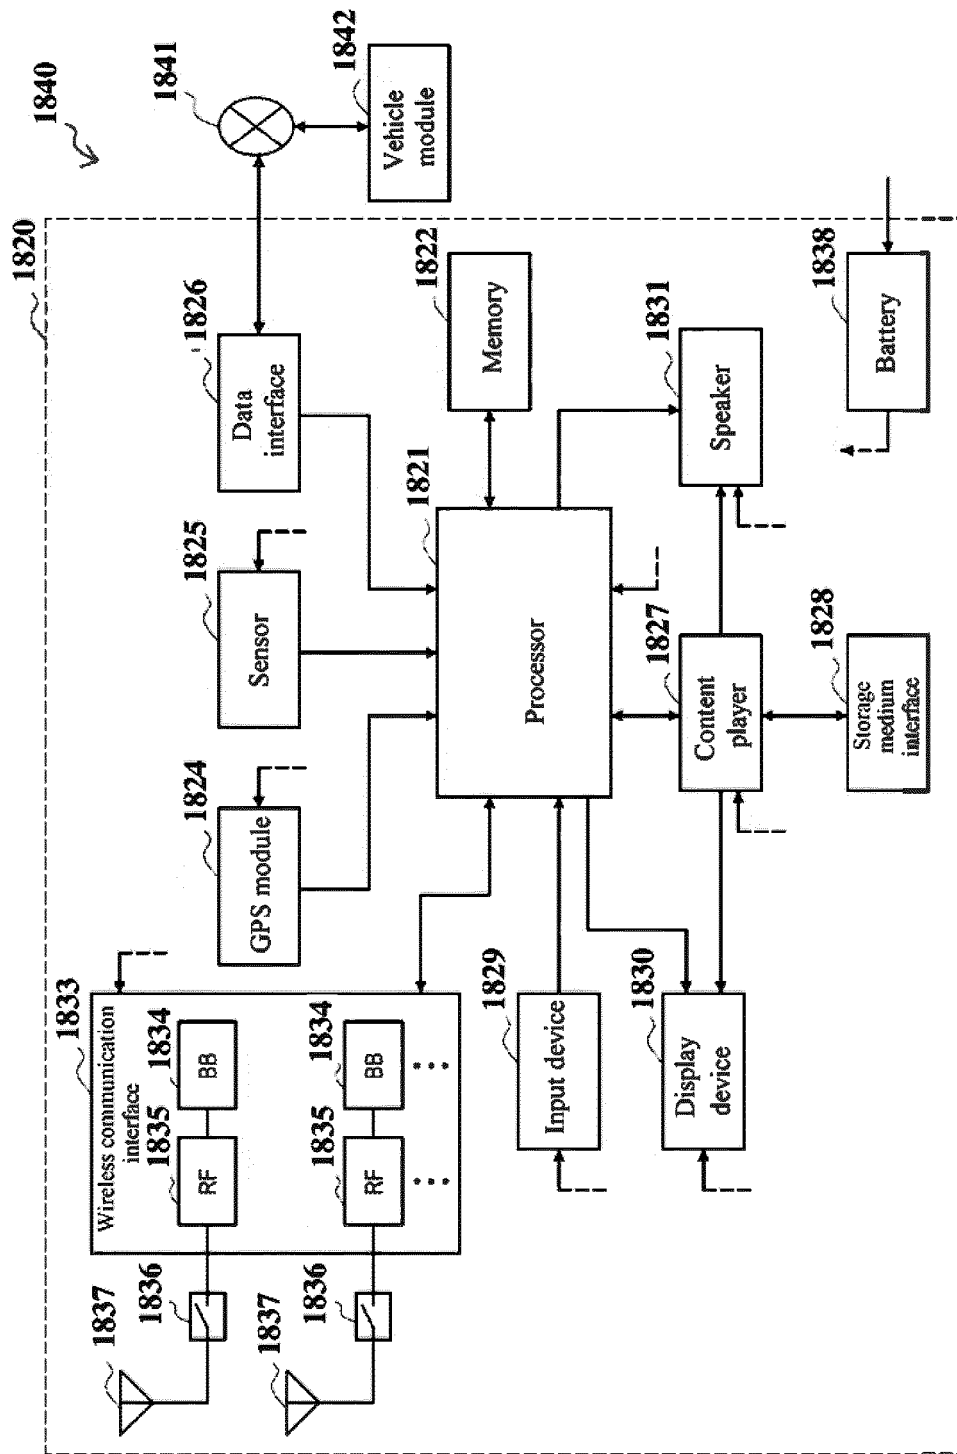 1840
1820
1841
1842
Vehicle
module
1833
Wireless communication
interface
1834
BB
1835
RF
1834
BB
1835
RF
1836
1837
1836
1837
1824
GPS module
1825
Sensor
1826
Data
interface
1821
Processor
1822
Memory
1829
Input device
1830
Display
device
1827
Content
player
1831
Speaker
1828
Storage
medium
interface
1838
Battery